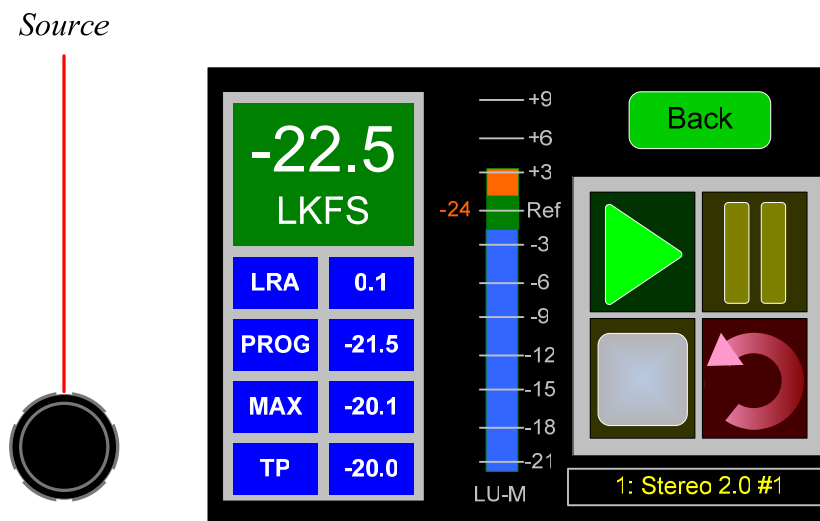 Source
-22.5
LKFS
LRA 0.1
PROG -21.5
MAX -20.1
TP -20.0
+9
+6
+3
-24 Ref
-3
-6
-9
-12
-15
-18
-21
LU-M
Back
1: Stereo 2.0 #1